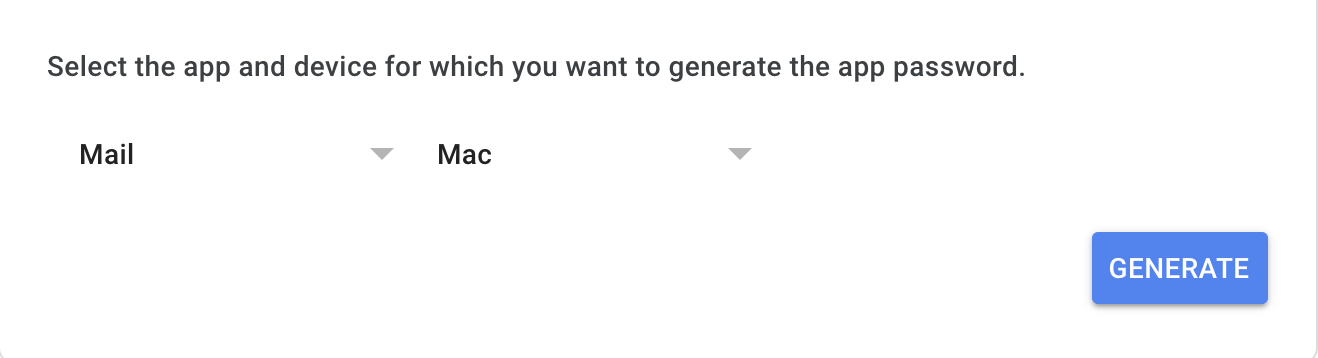 Select the app and device for which you want to generate the app password.
Mail Mac
GENERATE